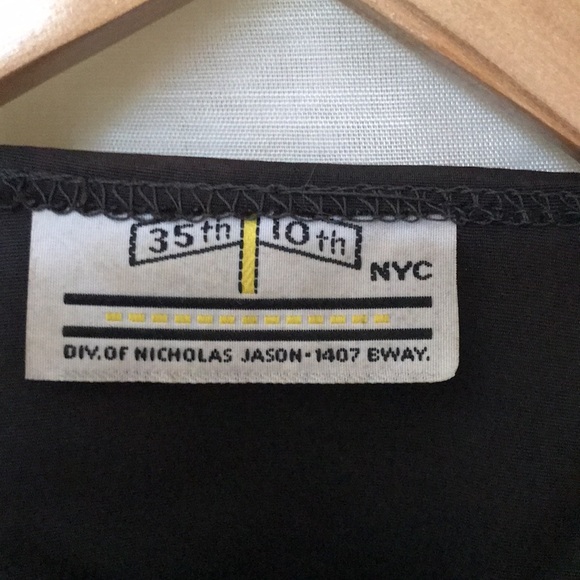 35th 10th
NYC
DIV. OF NICHOLAS JASON-1407 BWAY.